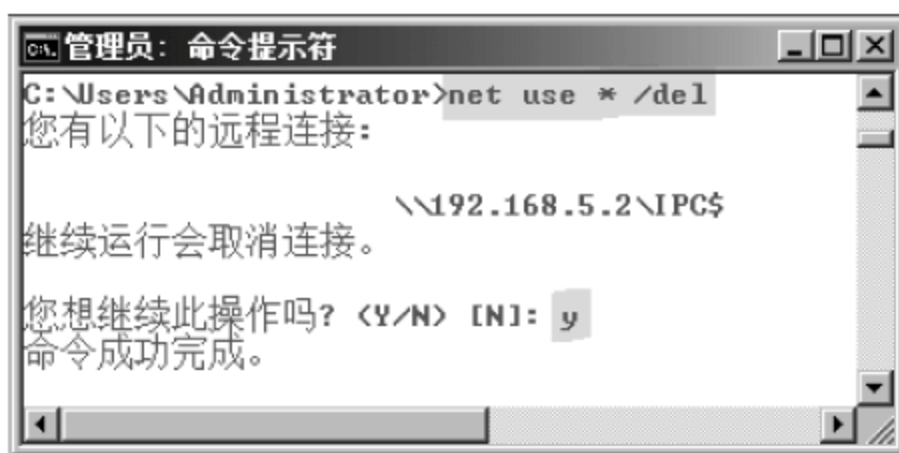 管理员: 命令提示符
C:\Users\Administrator>net use * /del
您有以下的远程连接:
\\192.168.5.2\IPC$
继续运行会取消连接。
您想继续此操作吗? (Y/N) [N]: y
命令成功完成。